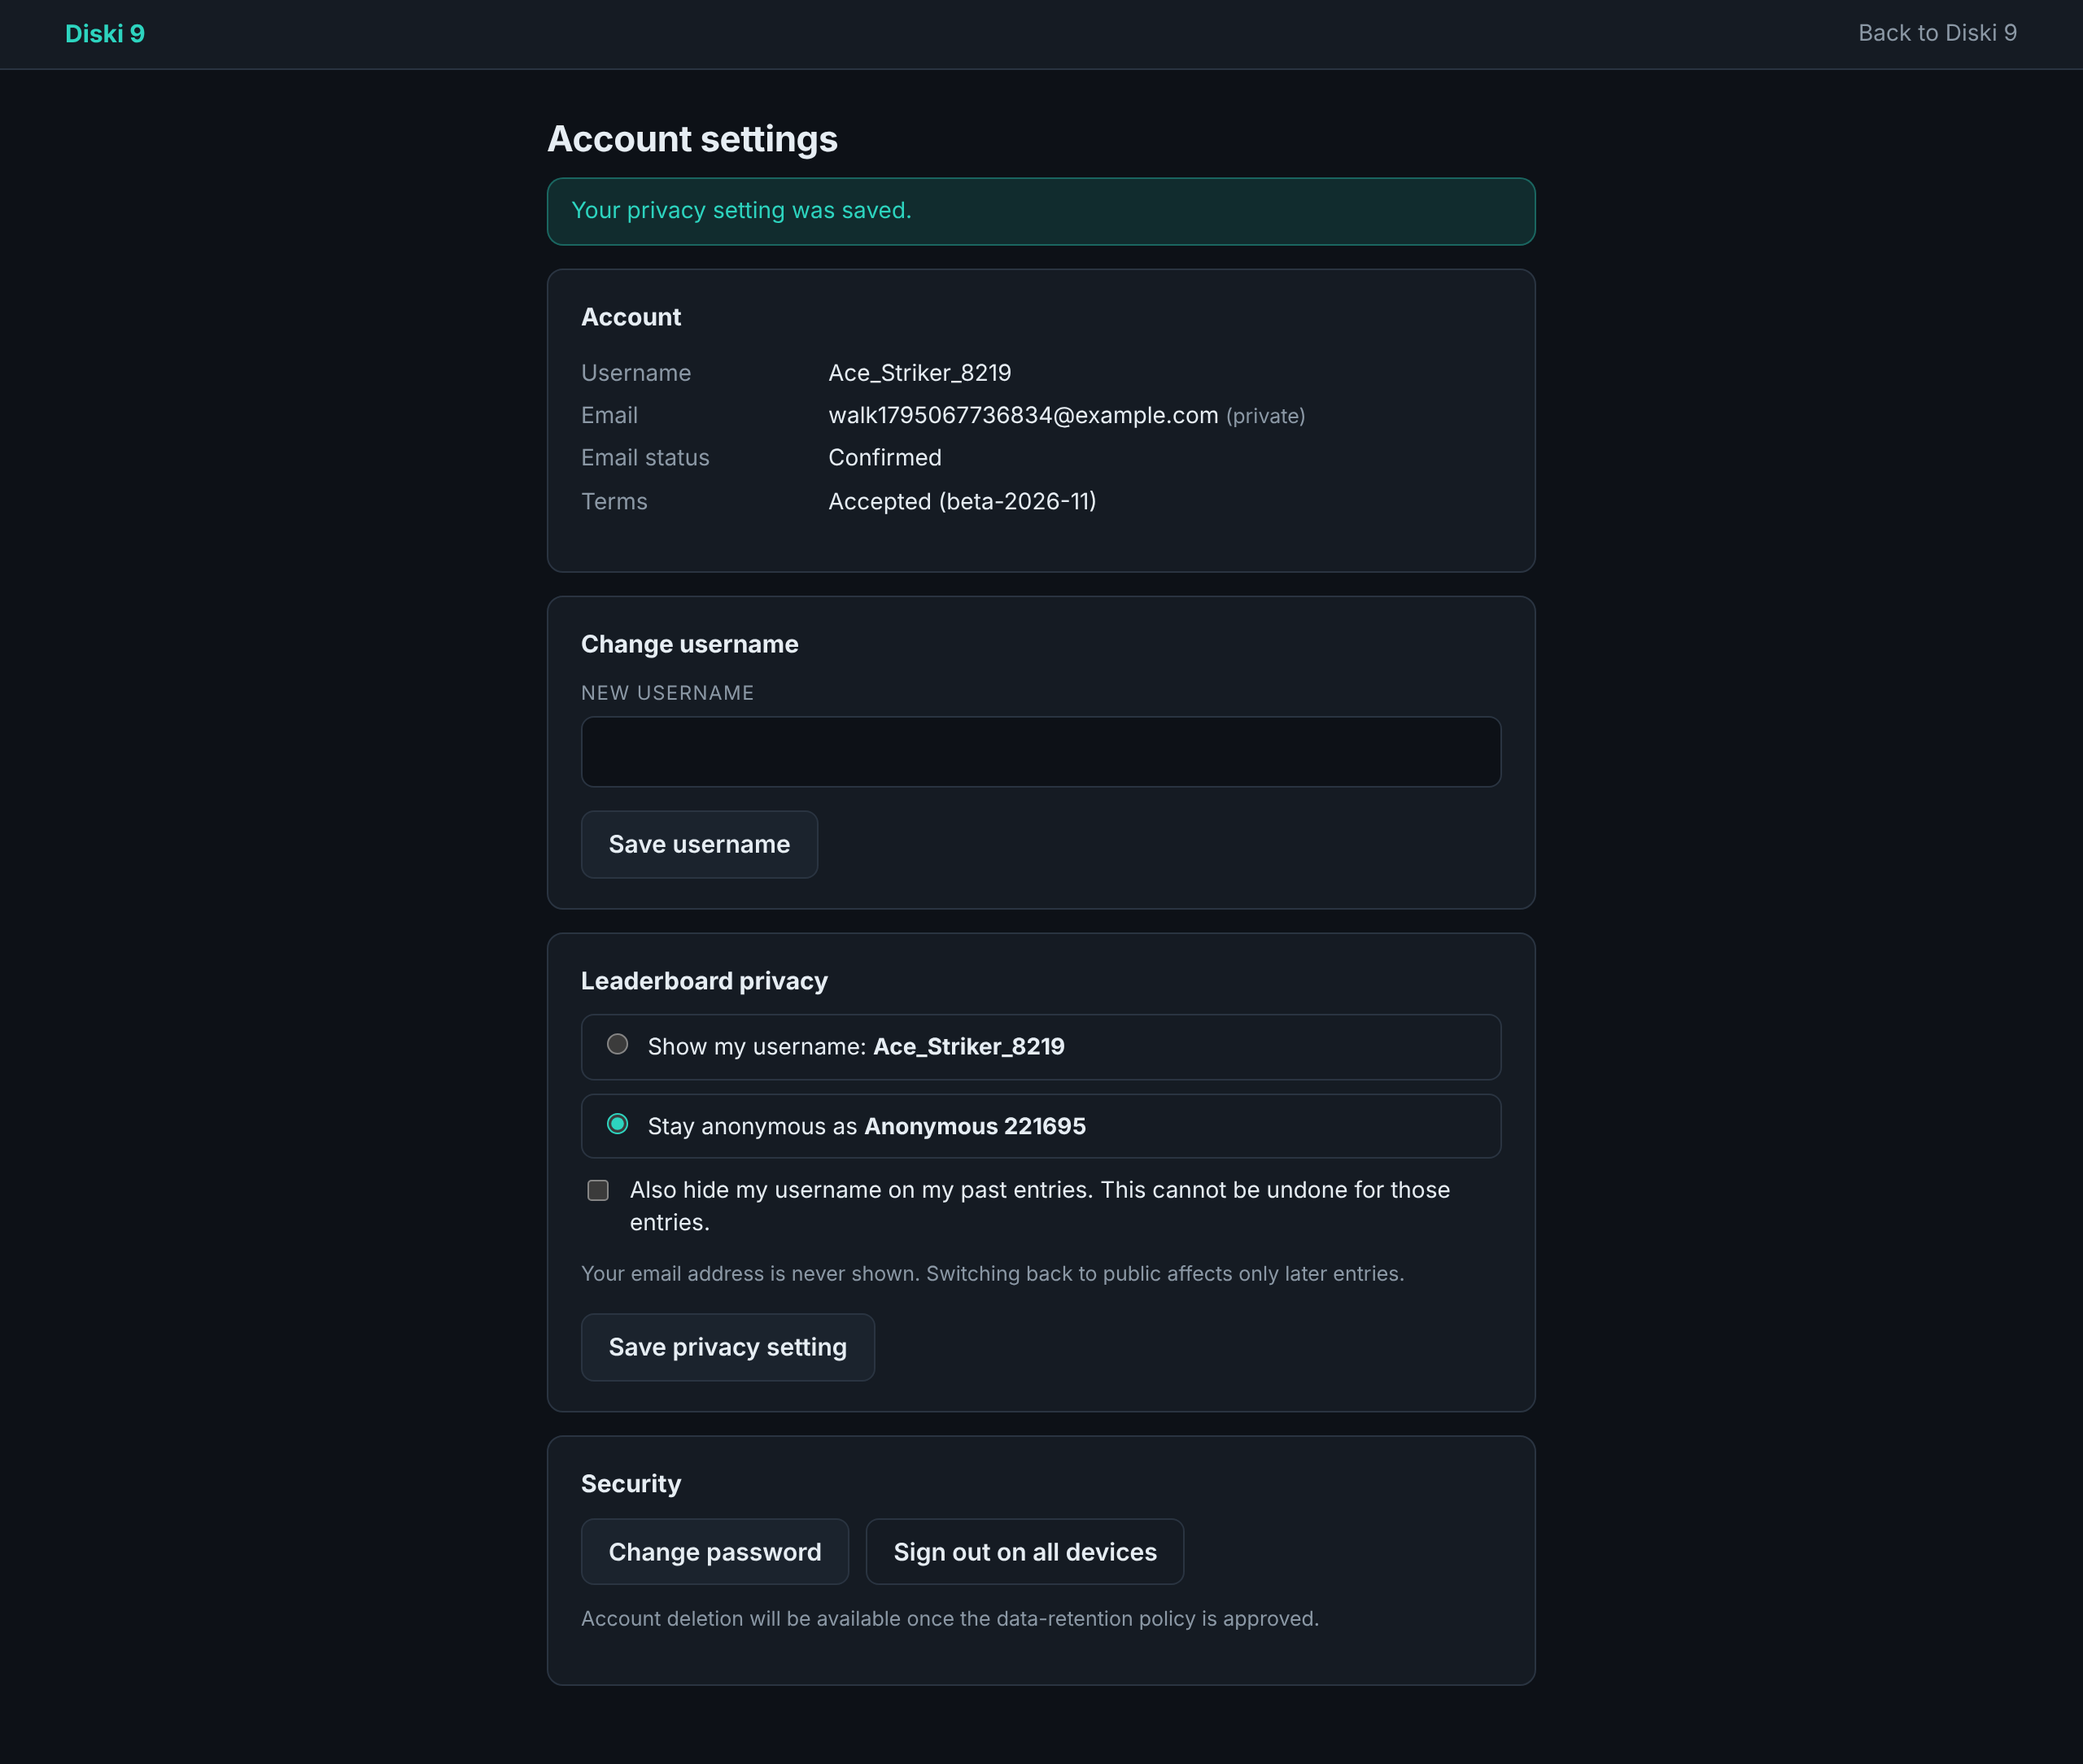 Diski 9
Back to Diski 9
Account settings
Your privacy setting was saved.
Account
Username Ace_Striker_8219
Email walk1795067736834@example.com (private)
Email status Confirmed
Terms Accepted (beta-2026-11)
Change username
NEW USERNAME
Save username
Leaderboard privacy
Show my username: Ace_Striker_8219
Stay anonymous as Anonymous 221695
Also hide my username on my past entries. This cannot be undone for those
entries.
Your email address is never shown. Switching back to public affects only later entries.
Save privacy setting
Security
Change password Sign out on all devices
Account deletion will be available once the data-retention policy is approved.